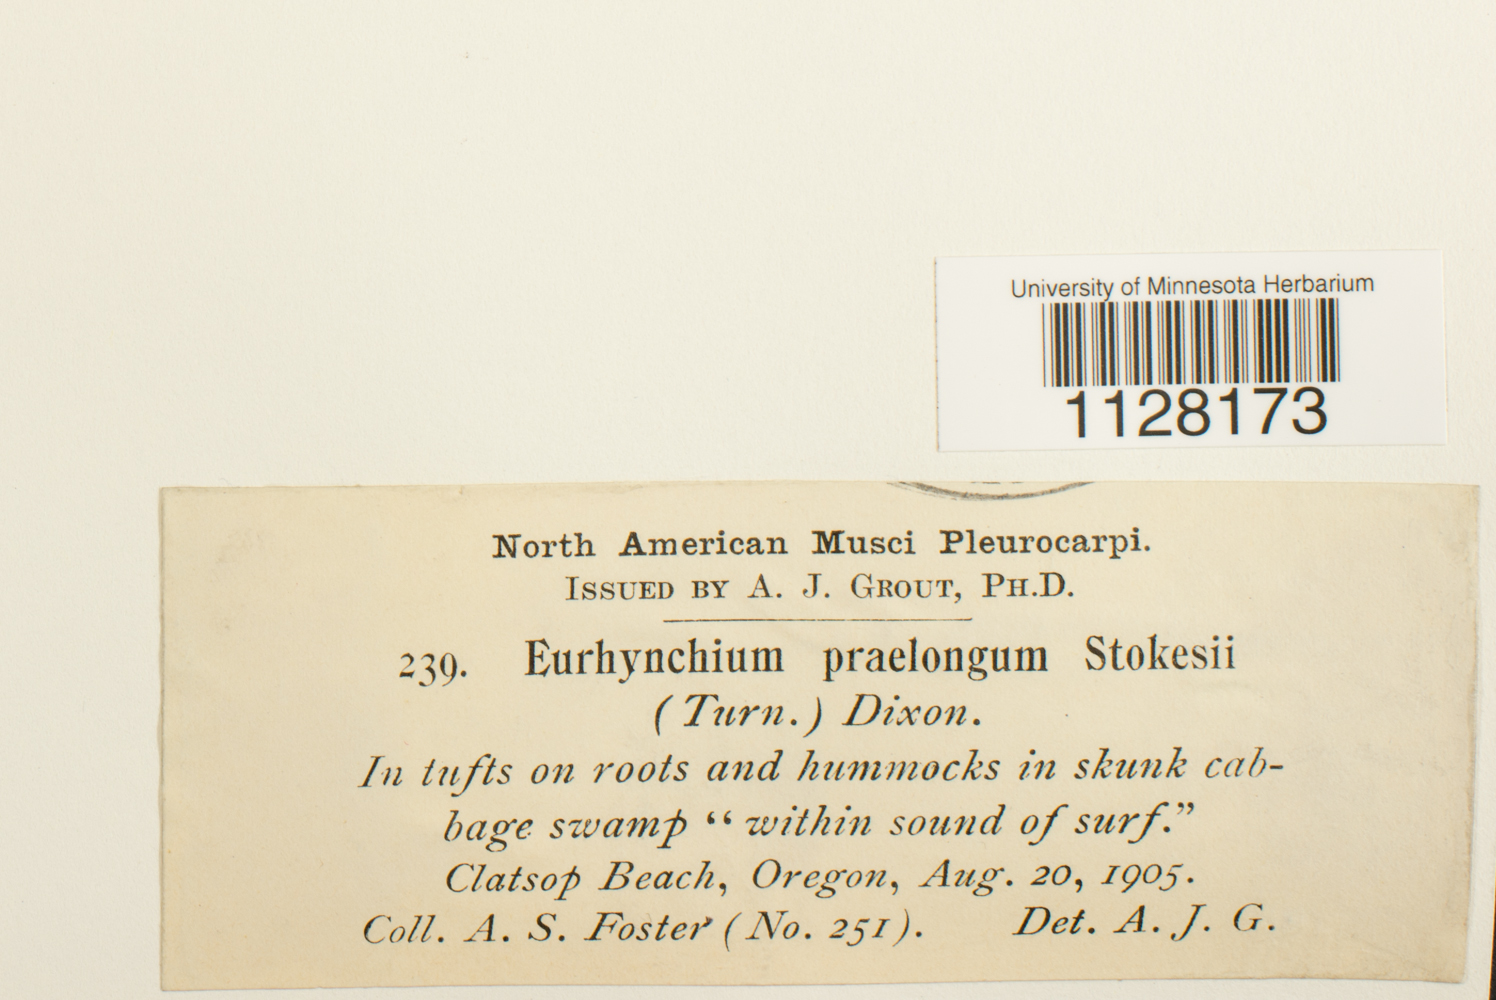 University of Minnesota Herbarium
1128173
North American Musci Pleurocarpi.
Issued by A. J. Grout, Ph.D.
239. Eurhynchium praelongum Stokesii
(Turn.) Dixon.
In tufts on roots and hummocks in skunk cab-
bage swamp “ within sound of surf.”
Clatsop Beach, Oregon, Aug. 20, 1905.
Coll. A. S. Foster (No. 251). Det. A. J. G.